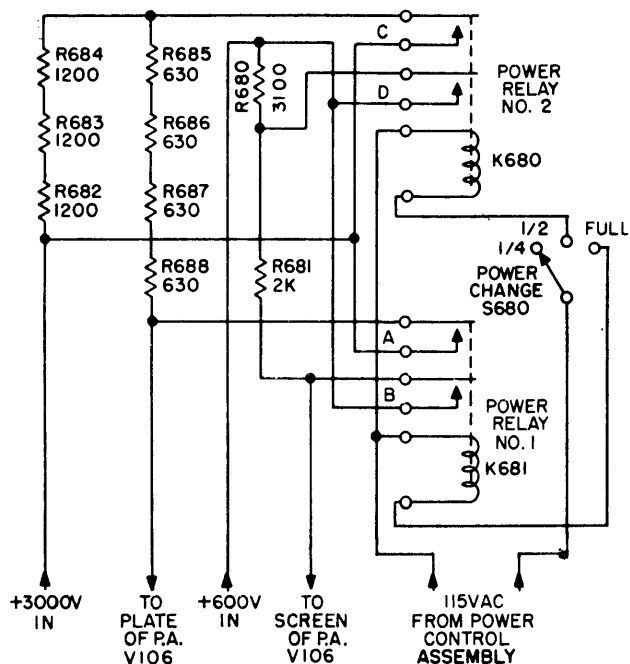 R684
1200
R683
1200
R682
1200
R685
630
R686
630
R687
630
R688
630
R680
3100
R681
2K
C
D
POWER
RELAY
NO. 2
K680
1/2
FULL
1/4
POWER
CHANGE
S680
A
B
POWER
RELAY
NO. 1
K681
+3000V
IN
TO
PLATE
OF P.A.
V106
+600V
IN
TO
SCREEN
OF P.A.
V106
115VAC
FROM POWER
CONTROL
ASSEMBLY